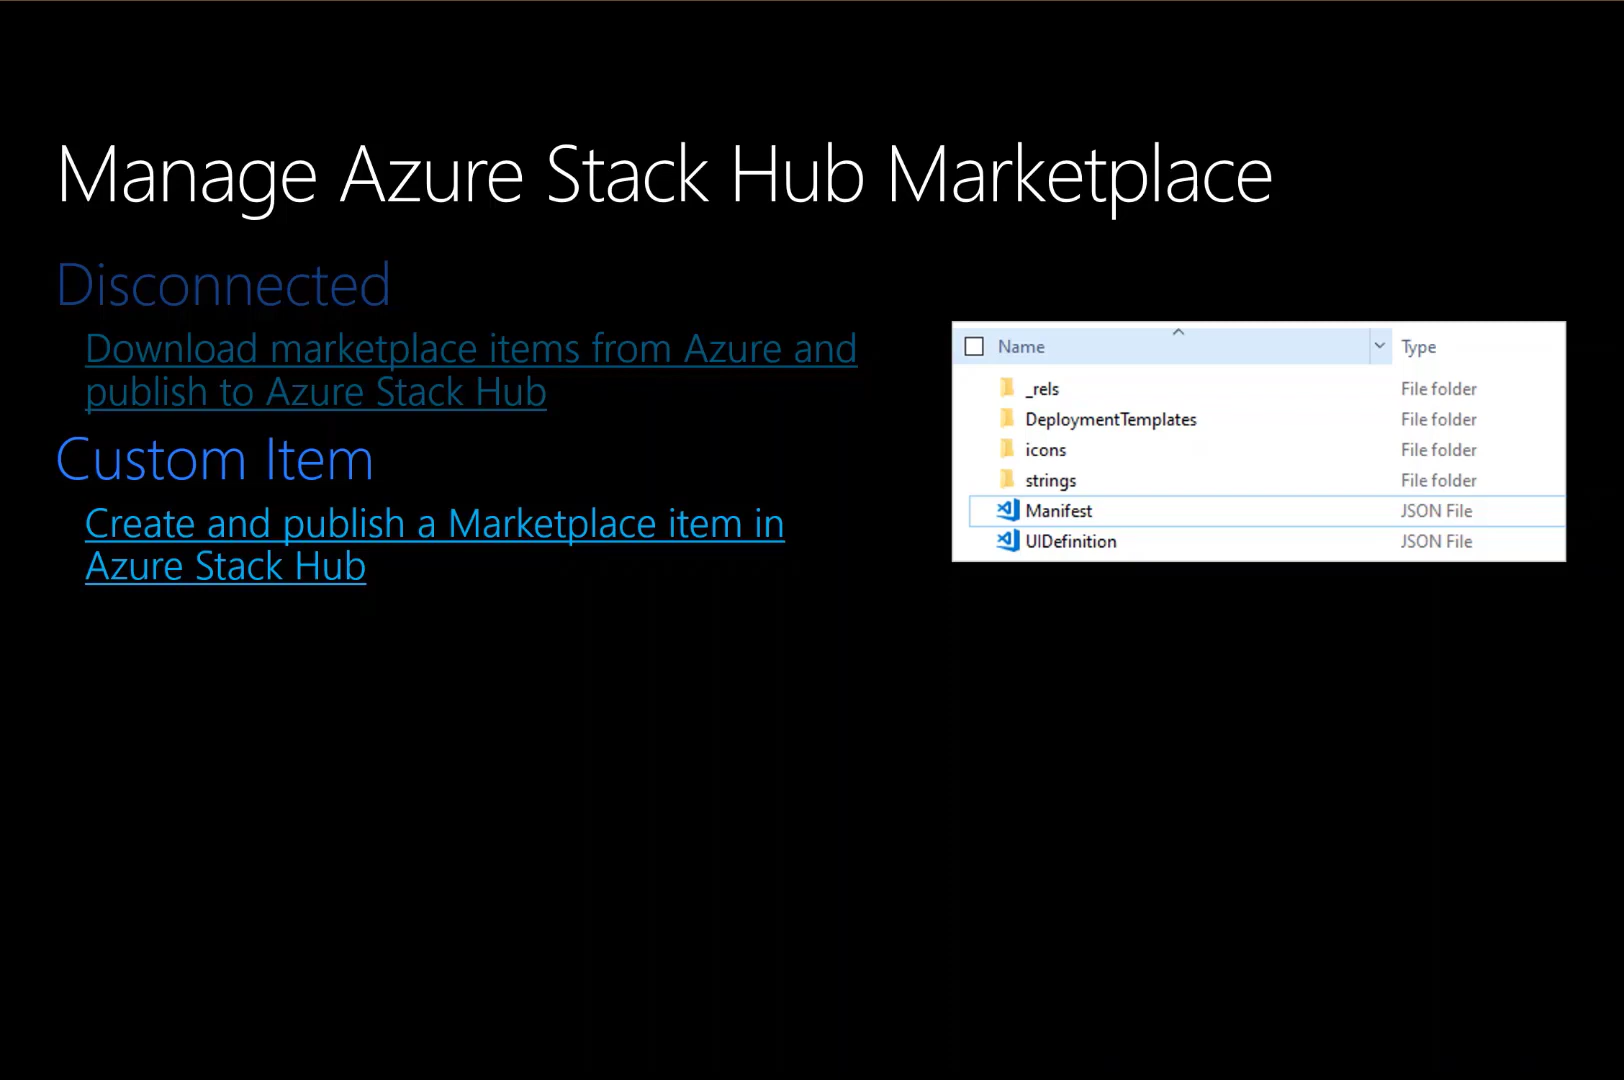 Manage Azure Stack Hub Marketplace
Disconnected
Download marketplace items from Azure and
publish to Azure Stack Hub
Custom Item
Create and publish a Marketplace item in
Azure Stack Hub
Name Type
_rels File folder
DeploymentTemplates File folder
icons File folder
strings File folder
Manifest JSON File
UIDefinition JSON File